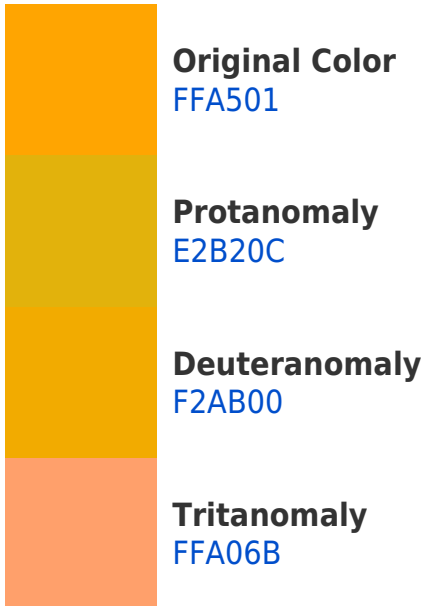 Original Color
FFA501
Protanomaly
E2B20C
Deuteranomaly
F2AB00
Tritanomaly
FFA06B